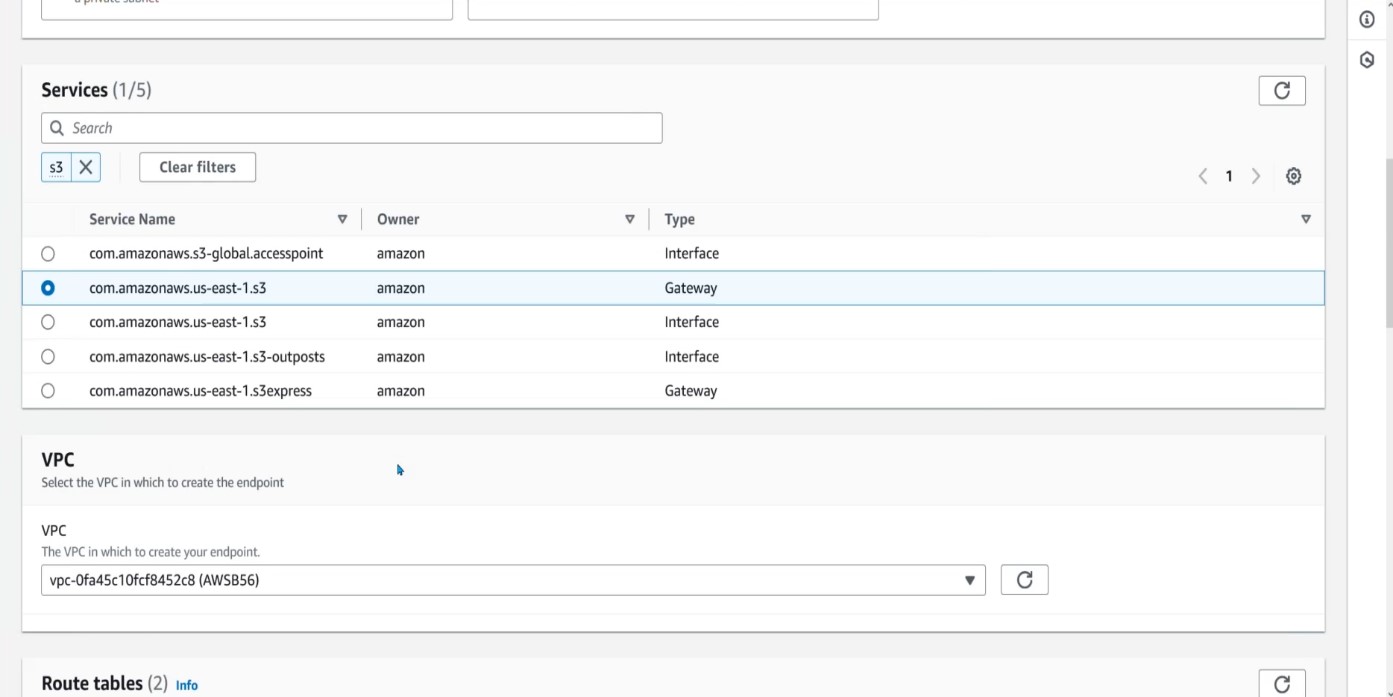 a private subnet
Services (1/5)
Search
s3
Clear filters
1
Service Name Owner Type
com.amazonaws.s3-global.accesspoint amazon Interface
com.amazonaws.us-east-1.s3 amazon Gateway
com.amazonaws.us-east-1.s3 amazon Interface
com.amazonaws.us-east-1.s3-outposts amazon Interface
com.amazonaws.us-east-1.s3express amazon Gateway
VPC
Select the VPC in which to create the endpoint
VPC
The VPC in which to create your endpoint.
vpc-0fa45c10fcf8452c8 (AWSB56)
Route tables (2) Info